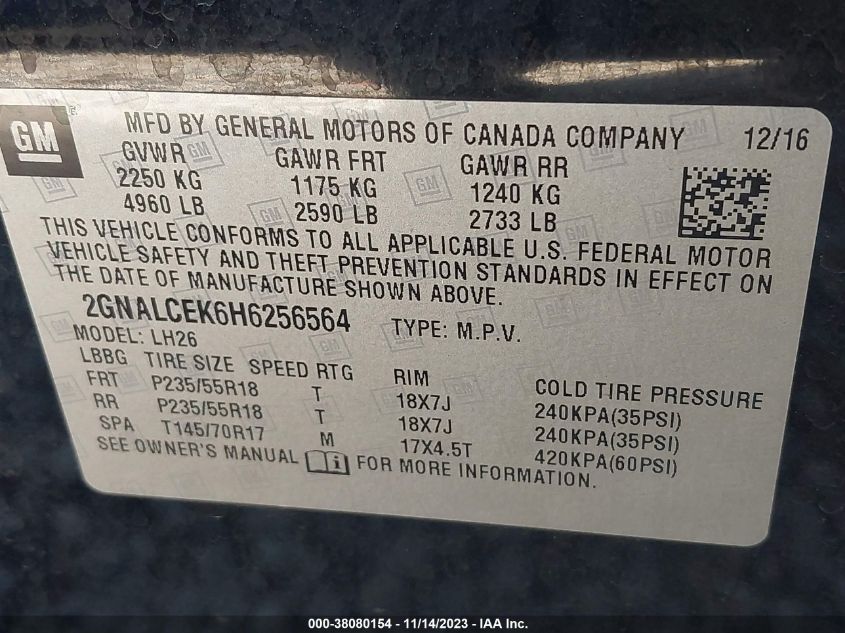 GM
MFD BY GENERAL MOTORS OF CANADA COMPANY 12/16
GVWR GAWR FRT GAWR RR
2250 KG 1175 KG 1240 KG
4960 LB 2590 LB 2733 LB
THIS VEHICLE CONFORMS TO ALL APPLICABLE U.S. FEDERAL MOTOR
VEHICLE SAFETY AND THEFT PREVENTION STANDARDS IN EFFECT ON
THE DATE OF MANUFACTURE SHOWN ABOVE.
2GNALCEK6H6256564 TYPE: M.P.V.
MODEL: LH26
LBBG TIRE SIZE SPEED RTG RIM COLD TIRE PRESSURE
FRT P235/55R18 T 18X7J 240KPA(35PSI)
RR P235/55R18 T 18X7J 240KPA(35PSI)
SPA T145/70R17 M 17X4.5T 420KPA(60PSI)
SEE OWNER'S MANUAL FOR MORE INFORMATION.
000-38080154 - 11/14/2023 - IAA Inc.